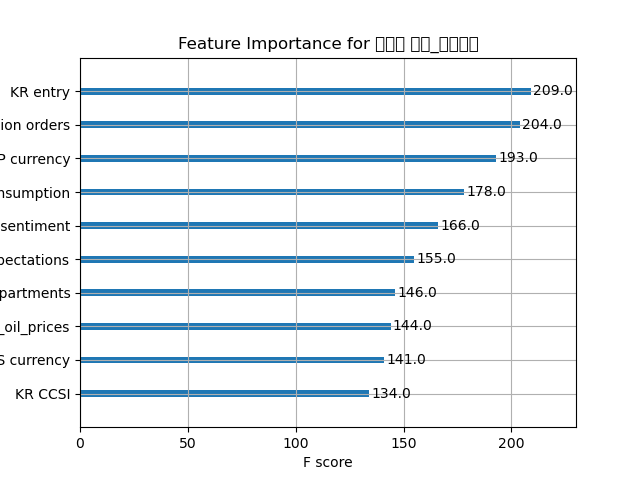 Feature Importance for □□□ □□_□□□□
KR entry 209.0
ion orders 204.0
P currency 193.0
nsumption 178.0
sentiment 166.0
pectations 155.0
partments 146.0
_oil_prices 144.0
S currency 141.0
KR CCSI 134.0
0 50 100 150 200
F score